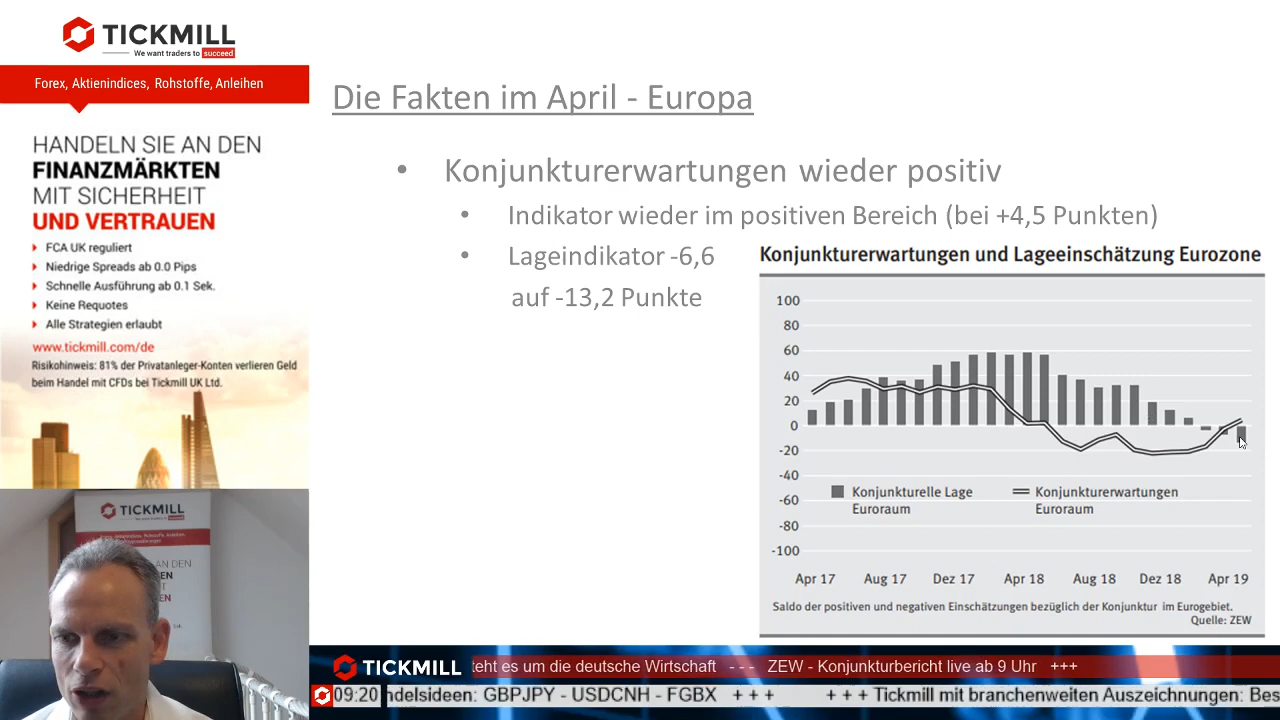 TICKMILL
We want traders to succeed
Forex, Aktienindices, Rohstoffe, Anleihen
HANDELN SIE AN DEN
FINANZMÄRKTEN
MIT SICHERHEIT
UND VERTRAUEN
FCA UK reguliert
Niedrige Spreads ab 0.0 Pips
Schnelle Ausführung ab 0.1 Sek.
Keine Requotes
Alle Strategien erlaubt
www.tickmill.com/de
Risikohinweis: 81% der Privatanleger-Konten verlieren Geld
beim Handel mit CFDs bei Tickmill UK Ltd.
TICKMILL
Die Fakten im April - Europa
• Konjunkturerwartungen wieder positiv
• Indikator wieder im positiven Bereich (bei +4,5 Punkten)
• Lageindikator -6,6
auf -13,2 Punkte
Konjunkturerwartungen und Lageeinschätzung Eurozone
100
80
60
40
20
0
-20
-40
-60
-80
-100
Konjunkturelle Lage
Euroraum
Konjunkturerwartungen
Euroraum
Apr 17 Aug 17 Dez 17 Apr 18 Aug 18 Dez 18 Apr 19
Saldo der positiven und negativen Einschätzungen bezüglich der Konjunktur im Eurogebiet.
Quelle: ZEW
TICKMILL
teht es um die deutsche Wirtschaft - - - ZEW - Konjunkturbericht live ab 9 Uhr +++
09:20 ndelsideen: GBPJPY - USDCNH - FGBX + + + + + + Tickmill mit branchenweiten Auszeichnungen: Bes